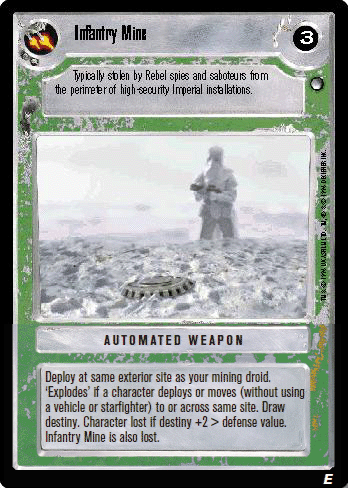 Infantry Mine
3
Typically stolen by Rebel spies and saboteurs from
the perimeter of high-security Imperial installations.
AUTOMATED WEAPON
Deploy at same exterior site as your mining droid.
'Explodes' if a character deploys or moves (without using
a vehicle or starfighter) to or across same site. Draw
destiny. Character lost if destiny +2 > defense value.
Infantry Mine is also lost.
E